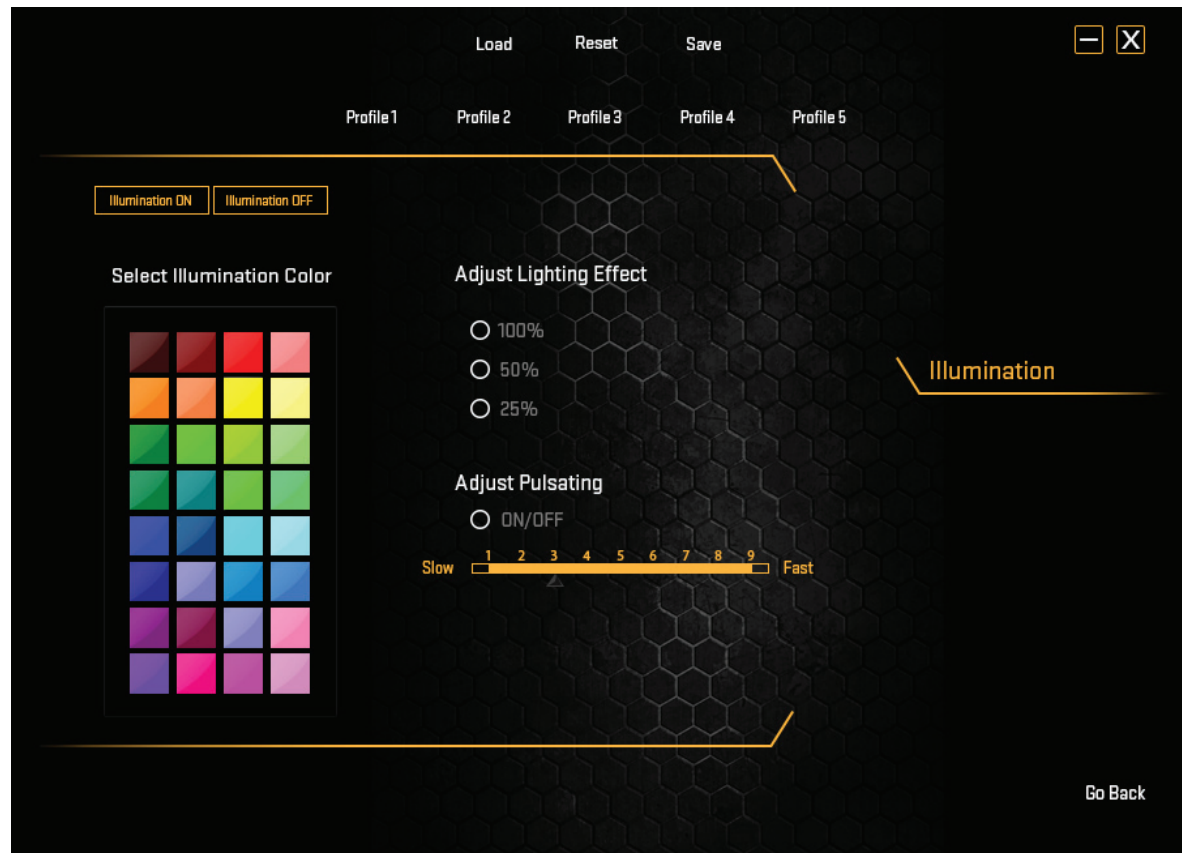 Load Reset Save
X
Profile 1 Profile 2 Profile 3 Profile 4 Profile 5
Illumination ON Illumination OFF
Select Illumination Color
Adjust Lighting Effect
100%
50%
25%
Illumination
Adjust Pulsating
ON/OFF
1 2 3 4 5 6 7 8 9
Slow Fast
Go Back